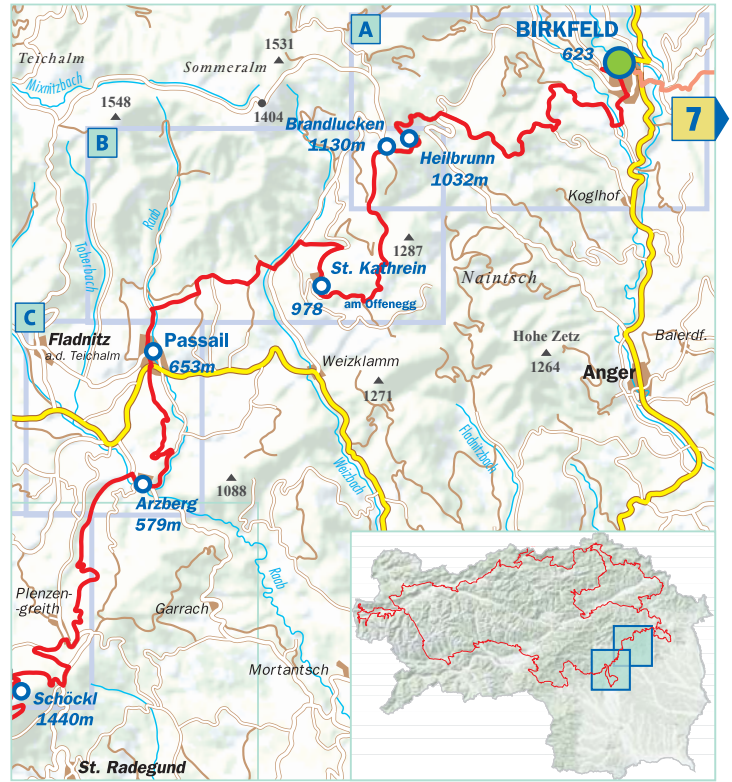 A
BIRKFELD
623
1531
Teichalm
Sommeralm
Mixnitzbach
1548
1404
7
Brandlucken
1130m
B
Heilbrunn
1032m
Koglhof
Raab
Toberbach
1287
St. Kathrein
am Offenegg
978
Naintsch
C
Fladnitz
a.d. Teichalm
Passail
653m
Hohe Zetz
1264
Baierdf.
Weizklamm
Anger
1271
Fladnitzbach
Weizbach
1088
Arzberg
579m
Raab
Plenzen-
-greith
Garrach
Mortantsch
Schöckl
1440m
St. Radegund